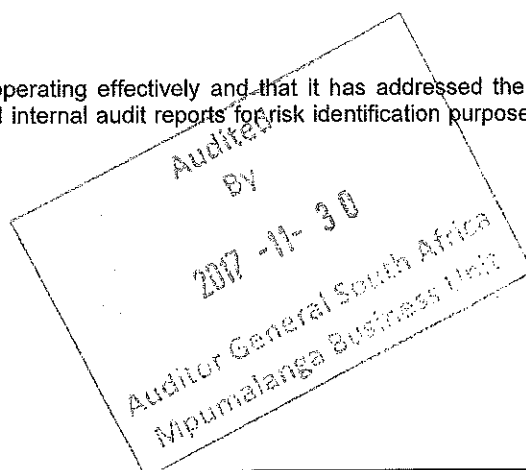 operating effectively and that it has addressed the
internal audit reports for risk identification purpose
Audited
By
2017 -11- 30
Auditor General South Africa
Mpumalanga Business Unit